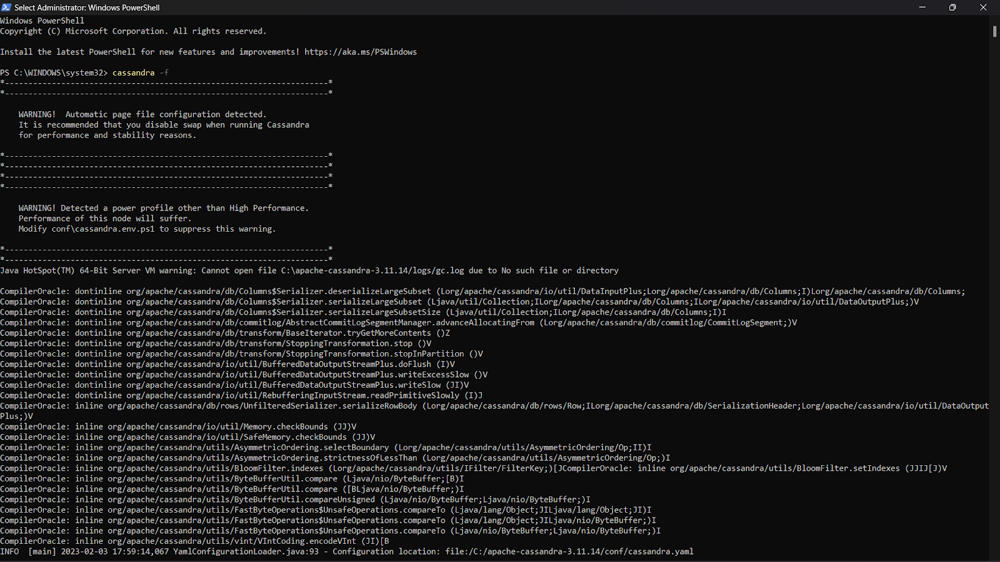 Select Administrator: Windows PowerShell
Windows PowerShell
Copyright (C) Microsoft Corporation. All rights reserved.
Install the latest PowerShell for new features and improvements! https://aka.ms/PSWindows
PS C:\WINDOWS\system32> cassandra -f
*---------------------------------------------------------------------*
*---------------------------------------------------------------------*
WARNING!  Automatic page file configuration detected.
It is recommended that you disable swap when running Cassandra
for performance and stability reasons.
*---------------------------------------------------------------------*
*---------------------------------------------------------------------*
*---------------------------------------------------------------------*
*---------------------------------------------------------------------*
WARNING! Detected a power profile other than High Performance.
Performance of this node will suffer.
Modify conf\cassandra.env.ps1 to suppress this warning.
*---------------------------------------------------------------------*
*---------------------------------------------------------------------*
Java HotSpot(TM) 64-Bit Server VM warning: Cannot open file C:\apache-cassandra-3.11.14/logs/gc.log due to No such file or directory
CompilerOracle: dontinline org/apache/cassandra/db/Columns$Serializer.deserializeLargeSubset (Lorg/apache/cassandra/io/util/DataInputPlus;Lorg/apache/cassandra/db/Columns;I)Lorg/apache/cassandra/db/Columns;
CompilerOracle: dontinline org/apache/cassandra/db/Columns$Serializer.serializeLargeSubset (Ljava/util/Collection;ILorg/apache/cassandra/db/Columns;ILorg/apache/cassandra/io/util/DataOutputPlus;)V
CompilerOracle: dontinline org/apache/cassandra/db/Columns$Serializer.serializeLargeSubsetSize (Ljava/util/Collection;ILorg/apache/cassandra/db/Columns;I)I
CompilerOracle: dontinline org/apache/cassandra/db/commitlog/AbstractCommitLogSegmentManager.advanceAllocatingFrom (Lorg/apache/cassandra/db/commitlog/CommitLogSegment;)V
CompilerOracle: dontinline org/apache/cassandra/db/transform/BaseIterator.tryGetMoreContents ()Z
CompilerOracle: dontinline org/apache/cassandra/db/transform/StoppingTransformation.stop ()V
CompilerOracle: dontinline org/apache/cassandra/db/transform/StoppingTransformation.stopInPartition ()V
CompilerOracle: dontinline org/apache/cassandra/io/util/BufferedDataOutputStreamPlus.doFlush (I)V
CompilerOracle: dontinline org/apache/cassandra/io/util/BufferedDataOutputStreamPlus.writeExcessSlow ()V
CompilerOracle: dontinline org/apache/cassandra/io/util/BufferedDataOutputStreamPlus.writeSlow (JI)V
CompilerOracle: dontinline org/apache/cassandra/io/util/RebufferingInputStream.readPrimitiveSlowly (I)J
CompilerOracle: inline org/apache/cassandra/db/rows/UnfilteredSerializer.serializeRowBody (Lorg/apache/cassandra/db/rows/Row;ILorg/apache/cassandra/db/SerializationHeader;Lorg/apache/cassandra/io/util/DataOutput
Plus;)V
CompilerOracle: inline org/apache/cassandra/io/util/Memory.checkBounds (JJ)V
CompilerOracle: inline org/apache/cassandra/io/util/SafeMemory.checkBounds (JJ)V
CompilerOracle: inline org/apache/cassandra/utils/AsymmetricOrdering.selectBoundary (Lorg/apache/cassandra/utils/AsymmetricOrdering/Op;II)I
CompilerOracle: inline org/apache/cassandra/utils/AsymmetricOrdering.strictnessOfLessThan (Lorg/apache/cassandra/utils/AsymmetricOrdering/Op;)I
CompilerOracle: inline org/apache/cassandra/utils/BloomFilter.indexes (Lorg/apache/cassandra/utils/IFilter/FilterKey;)[JCompilerOracle: inline org/apache/cassandra/utils/BloomFilter.setIndexes (JJIJ[J)V
CompilerOracle: inline org/apache/cassandra/utils/ByteBufferUtil.compare (Ljava/nio/ByteBuffer;[B)I
CompilerOracle: inline org/apache/cassandra/utils/ByteBufferUtil.compare ([BLjava/nio/ByteBuffer;)I
CompilerOracle: inline org/apache/cassandra/utils/ByteBufferUtil.compareUnsigned (Ljava/nio/ByteBuffer;Ljava/nio/ByteBuffer;)I
CompilerOracle: inline org/apache/cassandra/utils/FastByteOperations$UnsafeOperations.compareTo (Ljava/lang/Object;JILjava/lang/Object;JI)I
CompilerOracle: inline org/apache/cassandra/utils/FastByteOperations$UnsafeOperations.compareTo (Ljava/lang/Object;JILjava/nio/ByteBuffer;)I
CompilerOracle: inline org/apache/cassandra/utils/FastByteOperations$UnsafeOperations.compareTo (Ljava/nio/ByteBuffer;Ljava/nio/ByteBuffer;)I
CompilerOracle: inline org/apache/cassandra/utils/vint/VIntCoding.encodeVInt (JI)[B
INFO  [main] 2023-02-03 17:59:14,067 YamlConfigurationLoader.java:93 - Configuration location: file:/C:/apache-cassandra-3.11.14/conf/cassandra.yaml